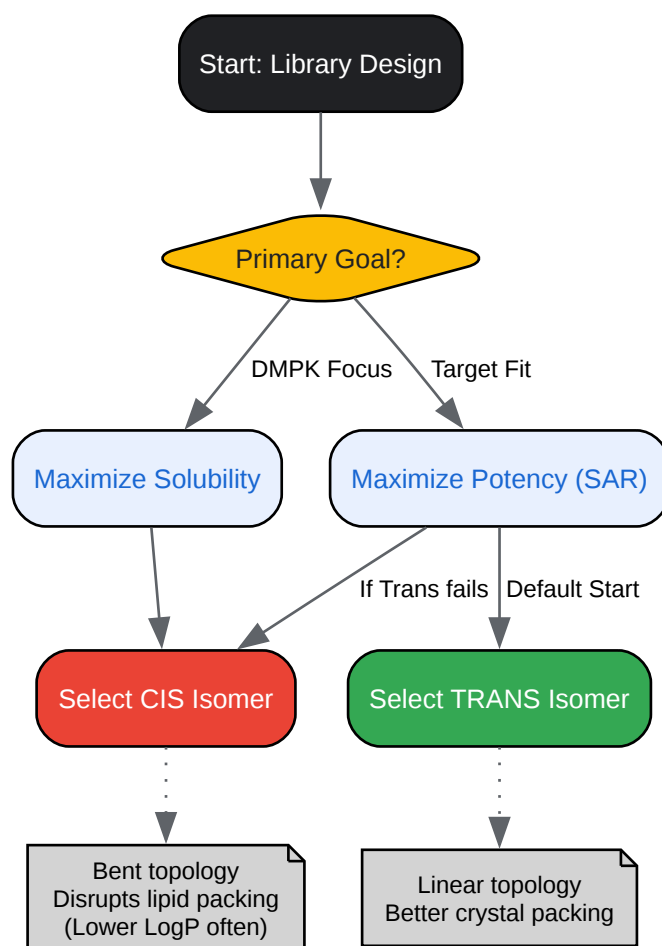 Start: Library Design
Primary Goal?
DMPK Focus
Target Fit
Maximize Solubility
Maximize Potency (SAR)
If Trans fails
Default Start
Select CIS Isomer
Select TRANS Isomer
Bent topology
Disrupts lipid packing
(Lower LogP often)
Linear topology
Better crystal packing